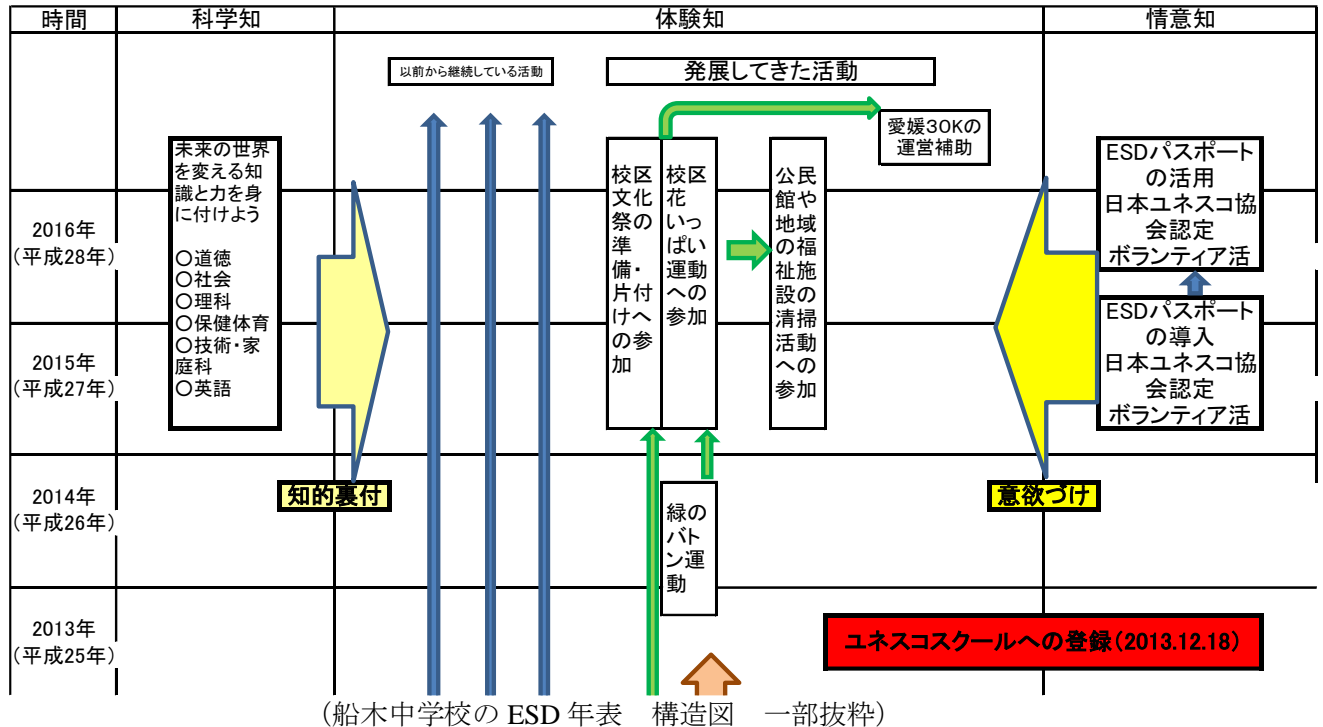 時間
科学知
体験知
情意知
以前から継続している活動
発展してきた活動
愛媛30Kの
運営補助
未来の世界
を変える知
識と力を身
に付けよう
○道徳
○社会
○理科
○保健体育
○技術・家
庭科
○英語
校区
文化
祭の
準
備・
片付
けへ
の参
加
校区
花
いっ
ぱい
運動
への
参加
公民
館や
地域
の福
祉施
設の
清掃
活動
への
参加
ESDパスポート
の活用
日本ユネスコ協
会認定
ボランティア活
2016年
(平成28年)
ESDパスポート
の導入
日本ユネスコ協
会認定
ボランティア活
2015年
(平成27年)
知的裏付
意欲づけ
2014年
(平成26年)
緑の
バト
ン運
動
2013年
(平成25年)
ユネスコスクールへの登録(2013.12.18)
(船木中学校の ESD 年表 構造図 一部抜粋)